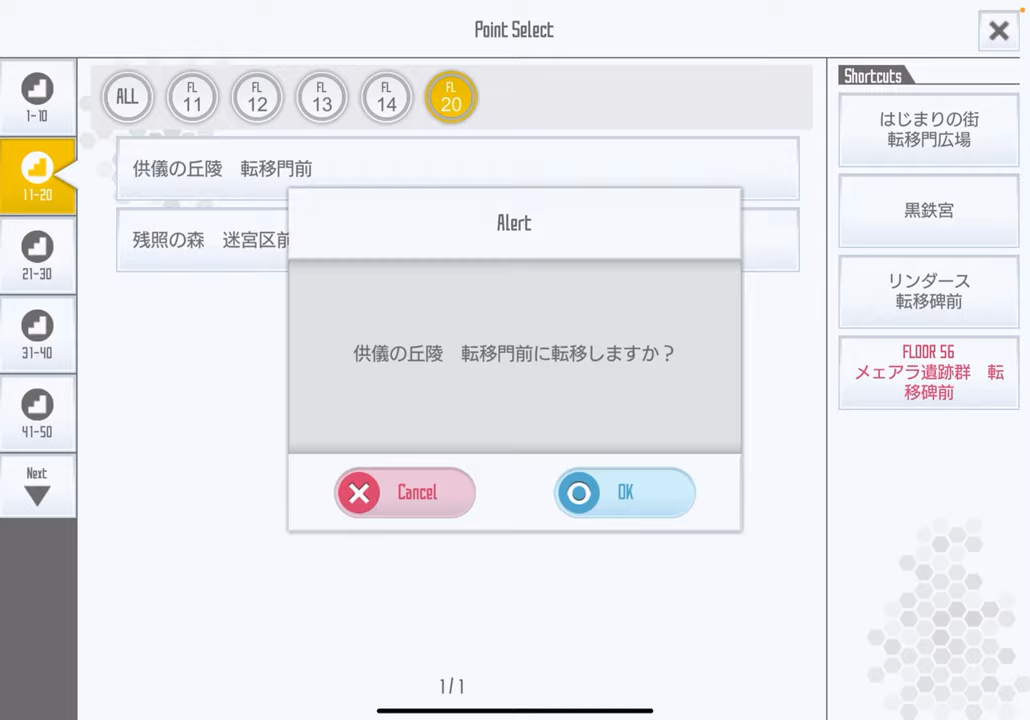 Point Select
1-10
11-20
21-30
31-40
41-50
Next
ALL
FL
11
FL
12
FL
13
FL
14
FL
20
供儀の丘陵　転移門前
残照の森　迷宮区前
Alert
供儀の丘陵　転移門前に転移しますか？
Cancel
OK
1/1
Shortcuts
はじまりの街
転移門広場
黒鉄宮
リンダース
転移碑前
FLOOR 56
メェアラ遺跡群　転
移碑前